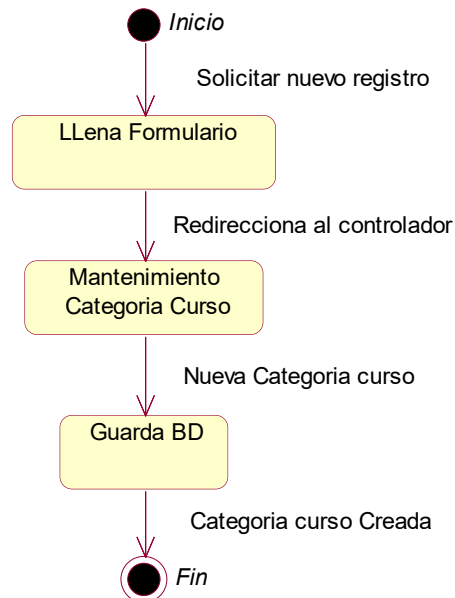 Inicio
Solicitar nuevo registro
LLena Formulario
Redirecciona al controlador
Mantenimiento
Categoria Curso
Nueva Categoria curso
Guarda BD
Categoria curso Creada
Fin